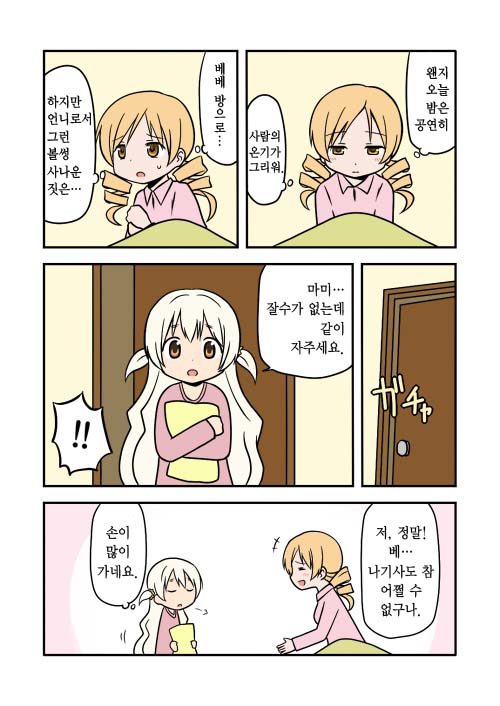 왠지
오늘
밤은
공연히
사람의
온기가
그리워.
베베
방으로…
하지만
언니로서
그런
볼썽
사나운
짓은…
ガチャ
마미…
잘수가 없는데
같이
자주세요.
!!
저, 정말!
베…
나기사도 참
어쩔 수
없구나.
손이
많이
가네요.